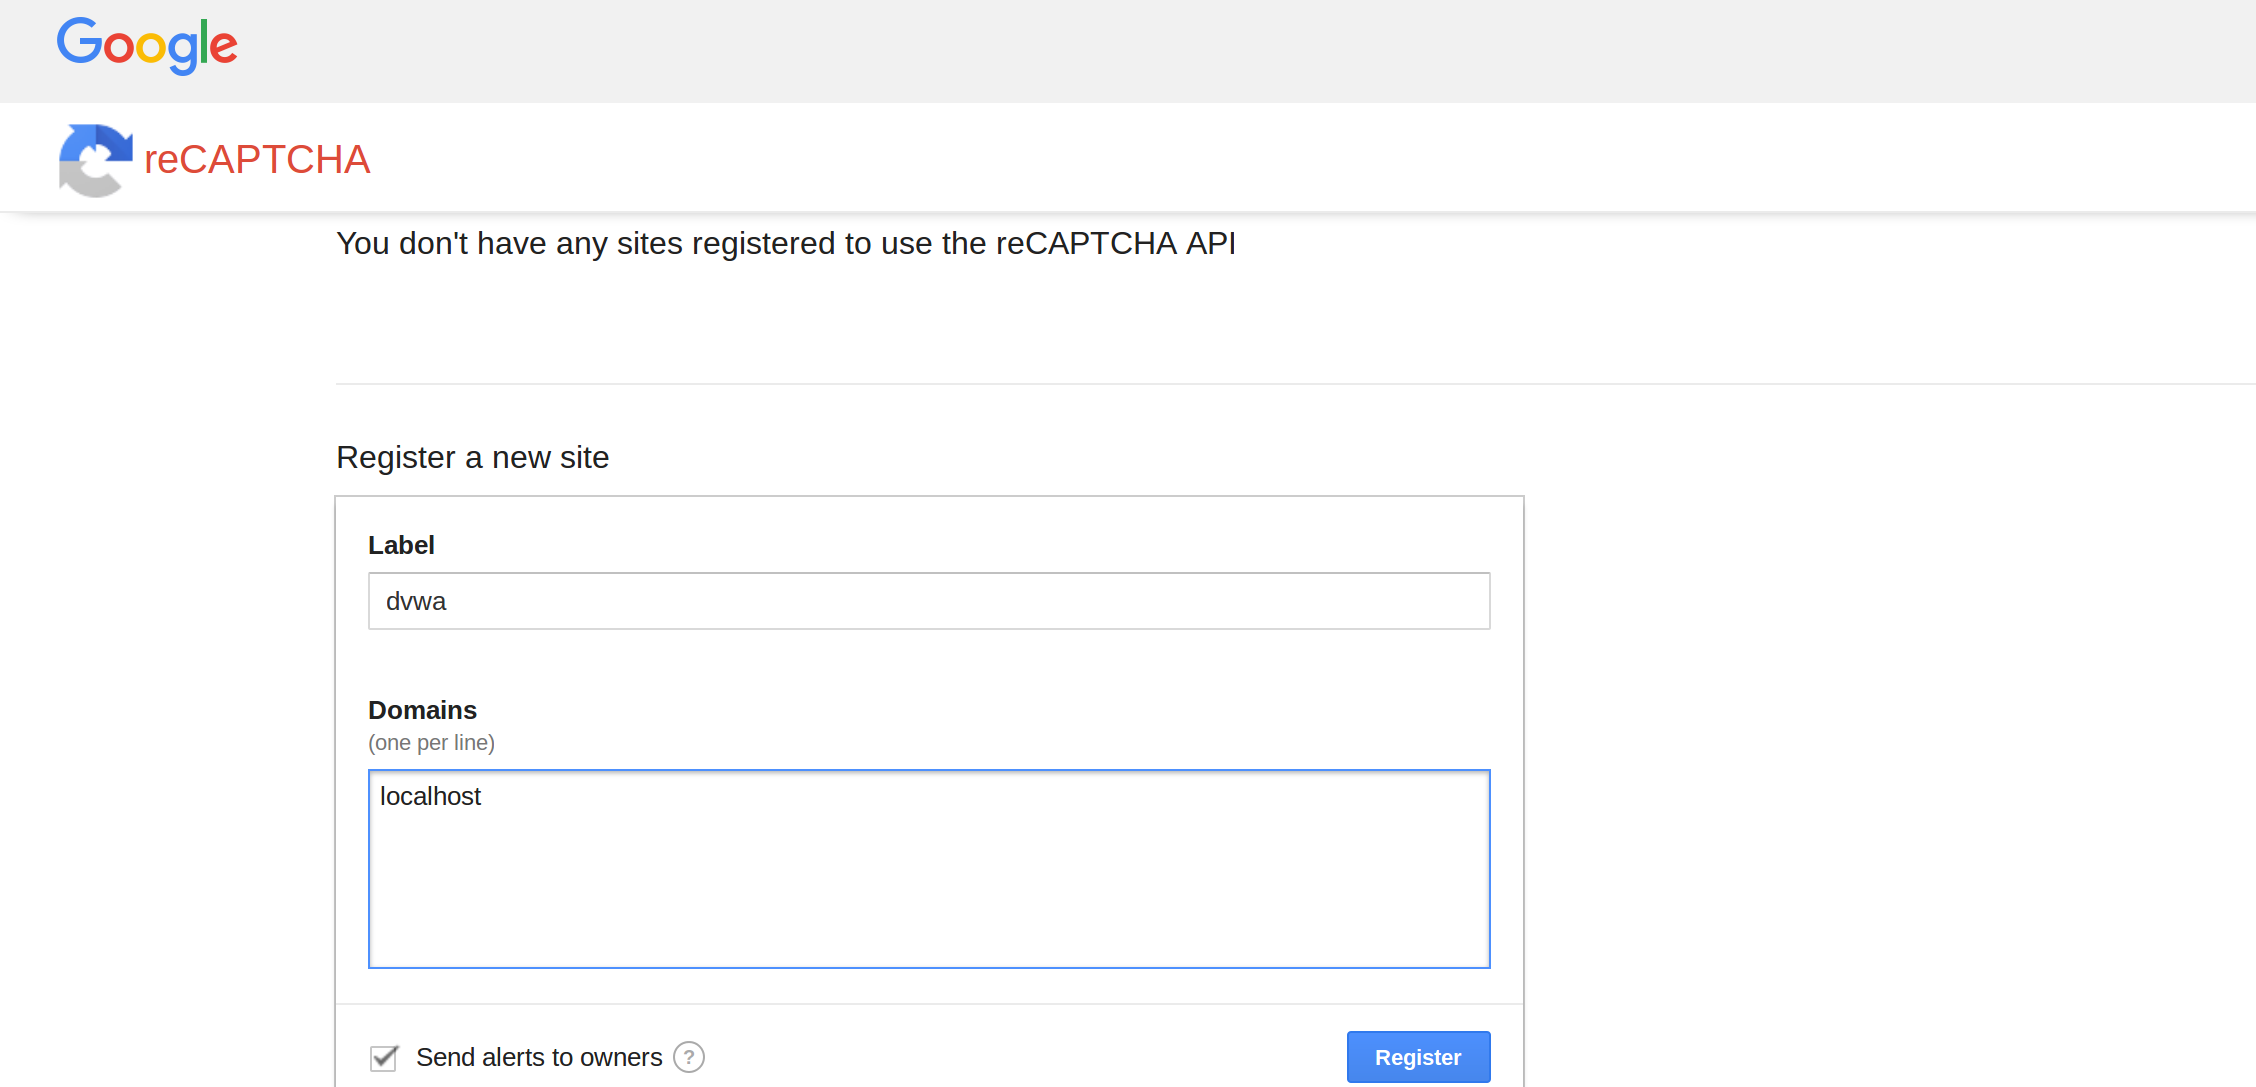 Google
reCAPTCHA
You don't have any sites registered to use the reCAPTCHA API
Register a new site
Label
dvwa
Domains
(one per line)
localhost
Send alerts to owners ? Register